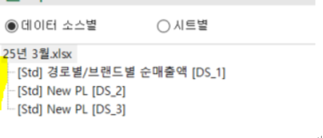 데이터 소스별 시트별
25년 3월.xlsx
[Std] 경로별/브랜드별 순매출액 [DS_1]
[Std] New PL [DS_2]
[Std] New PL [DS_3]